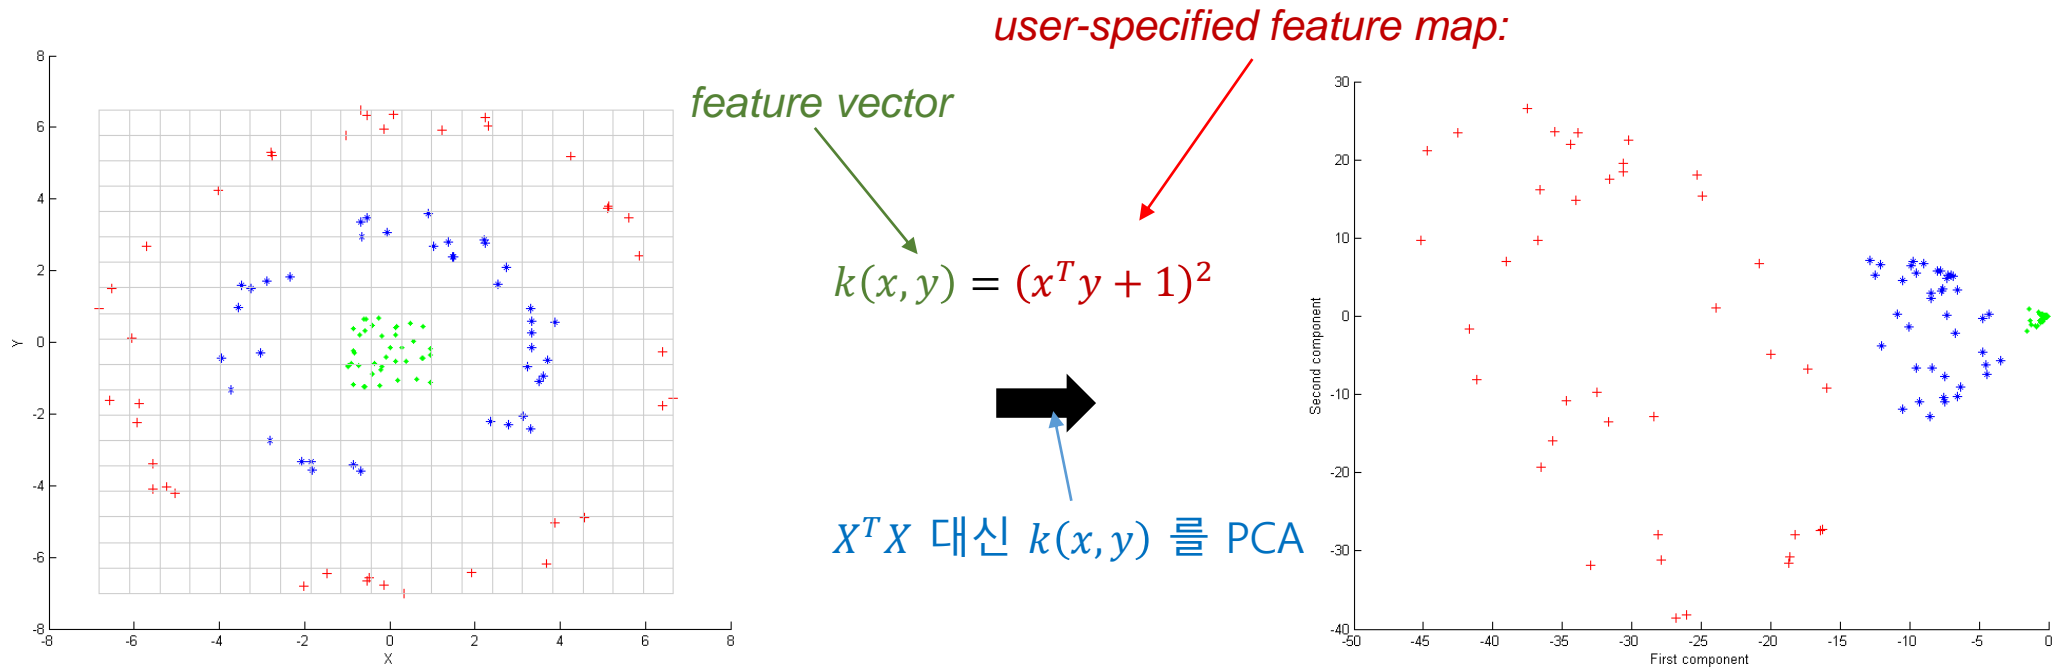 user-specified feature map:
feature vector
k(x, y) = (x^T y + 1)^2
X^T X 대신 k(x, y) 를 PCA
8
6
4
2
0
-2
-4
-6
-8
Y
-8 -6 -4 -2 0 2 4 6 8
X
30
20
10
0
-10
-20
-30
-40
Second component
-50 -45 -40 -35 -30 -25 -20 -15 -10 -5 0
First component